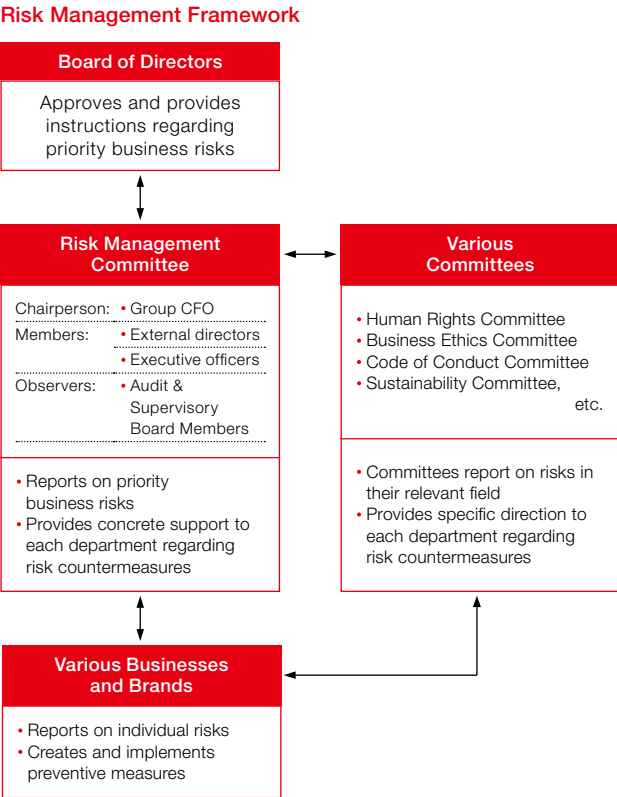 Risk Management Framework
Board of Directors
Approves and provides
instructions regarding
priority business risks
Risk Management
Committee
Chairperson: • Group CFO
Members: • External directors
• Executive officers
Observers: • Audit &
Supervisory
Board Members
• Reports on priority
business risks
• Provides concrete support to
each department regarding
risk countermeasures
Various
Committees
• Human Rights Committee
• Business Ethics Committee
• Code of Conduct Committee
• Sustainability Committee,
etc.
• Committees report on risks in
their relevant field
• Provides specific direction to
each department regarding
risk countermeasures
Various Businesses
and Brands
• Reports on individual risks
• Creates and implements
preventive measures